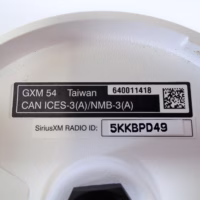 GXM 54 Taiwan 640011418
CAN ICES-3(A)/NMB-3(A)
SiriusXM RADIO ID: 5KKBPD49